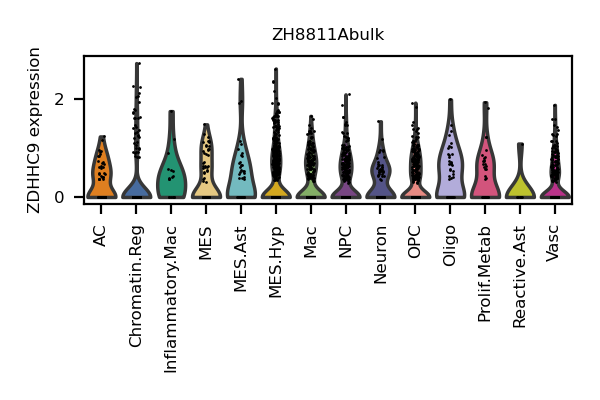 ZH8811Abulk
ZDHHC9 expression
2
0
AC
Chromatin.Reg
Inflammatory.Mac
MES
MES.Ast
MES.Hyp
Mac
NPC
Neuron
OPC
Oligo
Prolif.Metab
Reactive.Ast
Vasc